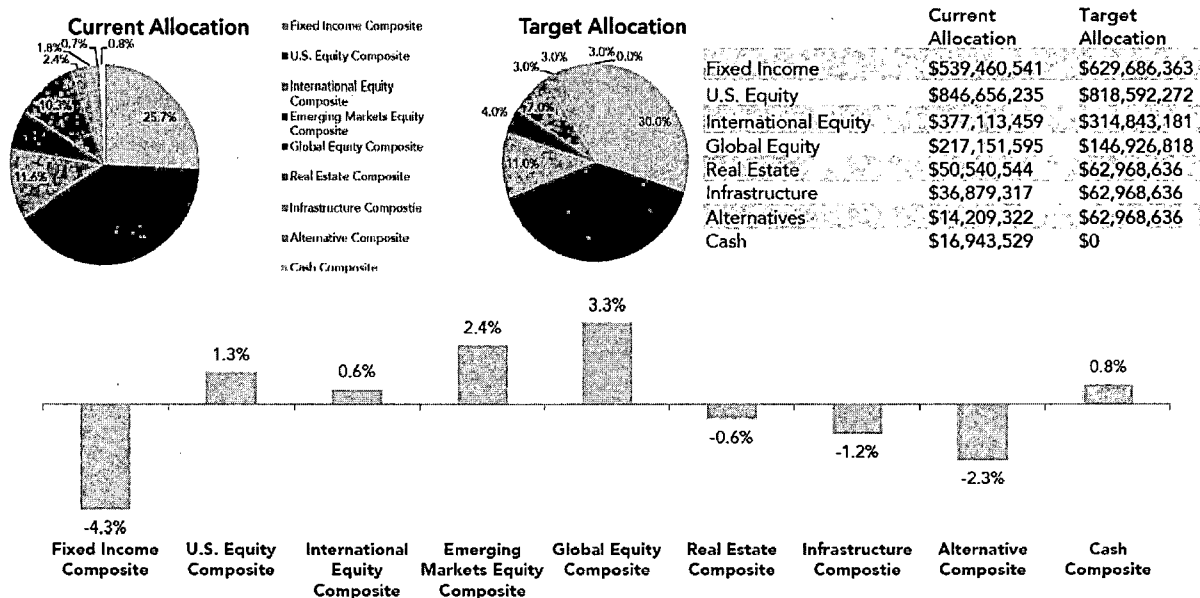 Current Allocation
1.8%
0.7%
0.8%
2.4%
10.3%
25.7%
11.6%
Fixed Income Composite
U.S. Equity Composite
International Equity
Composite
Emerging Markets Equity
Composite
Global Equity Composite
Real Estate Composite
Infrastructure Compostie
Alternative Composite
Cash Composite
Target Allocation
3.0%
3.0%
3.0%
0.0%
4.0%
7.0%
30.0%
11.0%
Current Target
Allocation Allocation
Fixed Income $539,460,541 $629,686,363
U.S. Equity $846,656,235 $818,592,272
International Equity $377,113,459 $314,843,181
Global Equity $217,151,595 $146,926,818
Real Estate $50,540,544 $62,968,636
Infrastructure $36,879,317 $62,968,636
Alternatives $14,209,322 $62,968,636
Cash $16,943,529 $0
-4.3%
1.3%
0.6%
2.4%
3.3%
-0.6%
-1.2%
-2.3%
0.8%
Fixed Income
Composite
U.S. Equity
Composite
International
Equity
Composite
Emerging
Markets Equity
Composite
Global Equity
Composite
Real Estate
Composite
Infrastructure
Compostie
Alternative
Composite
Cash
Composite